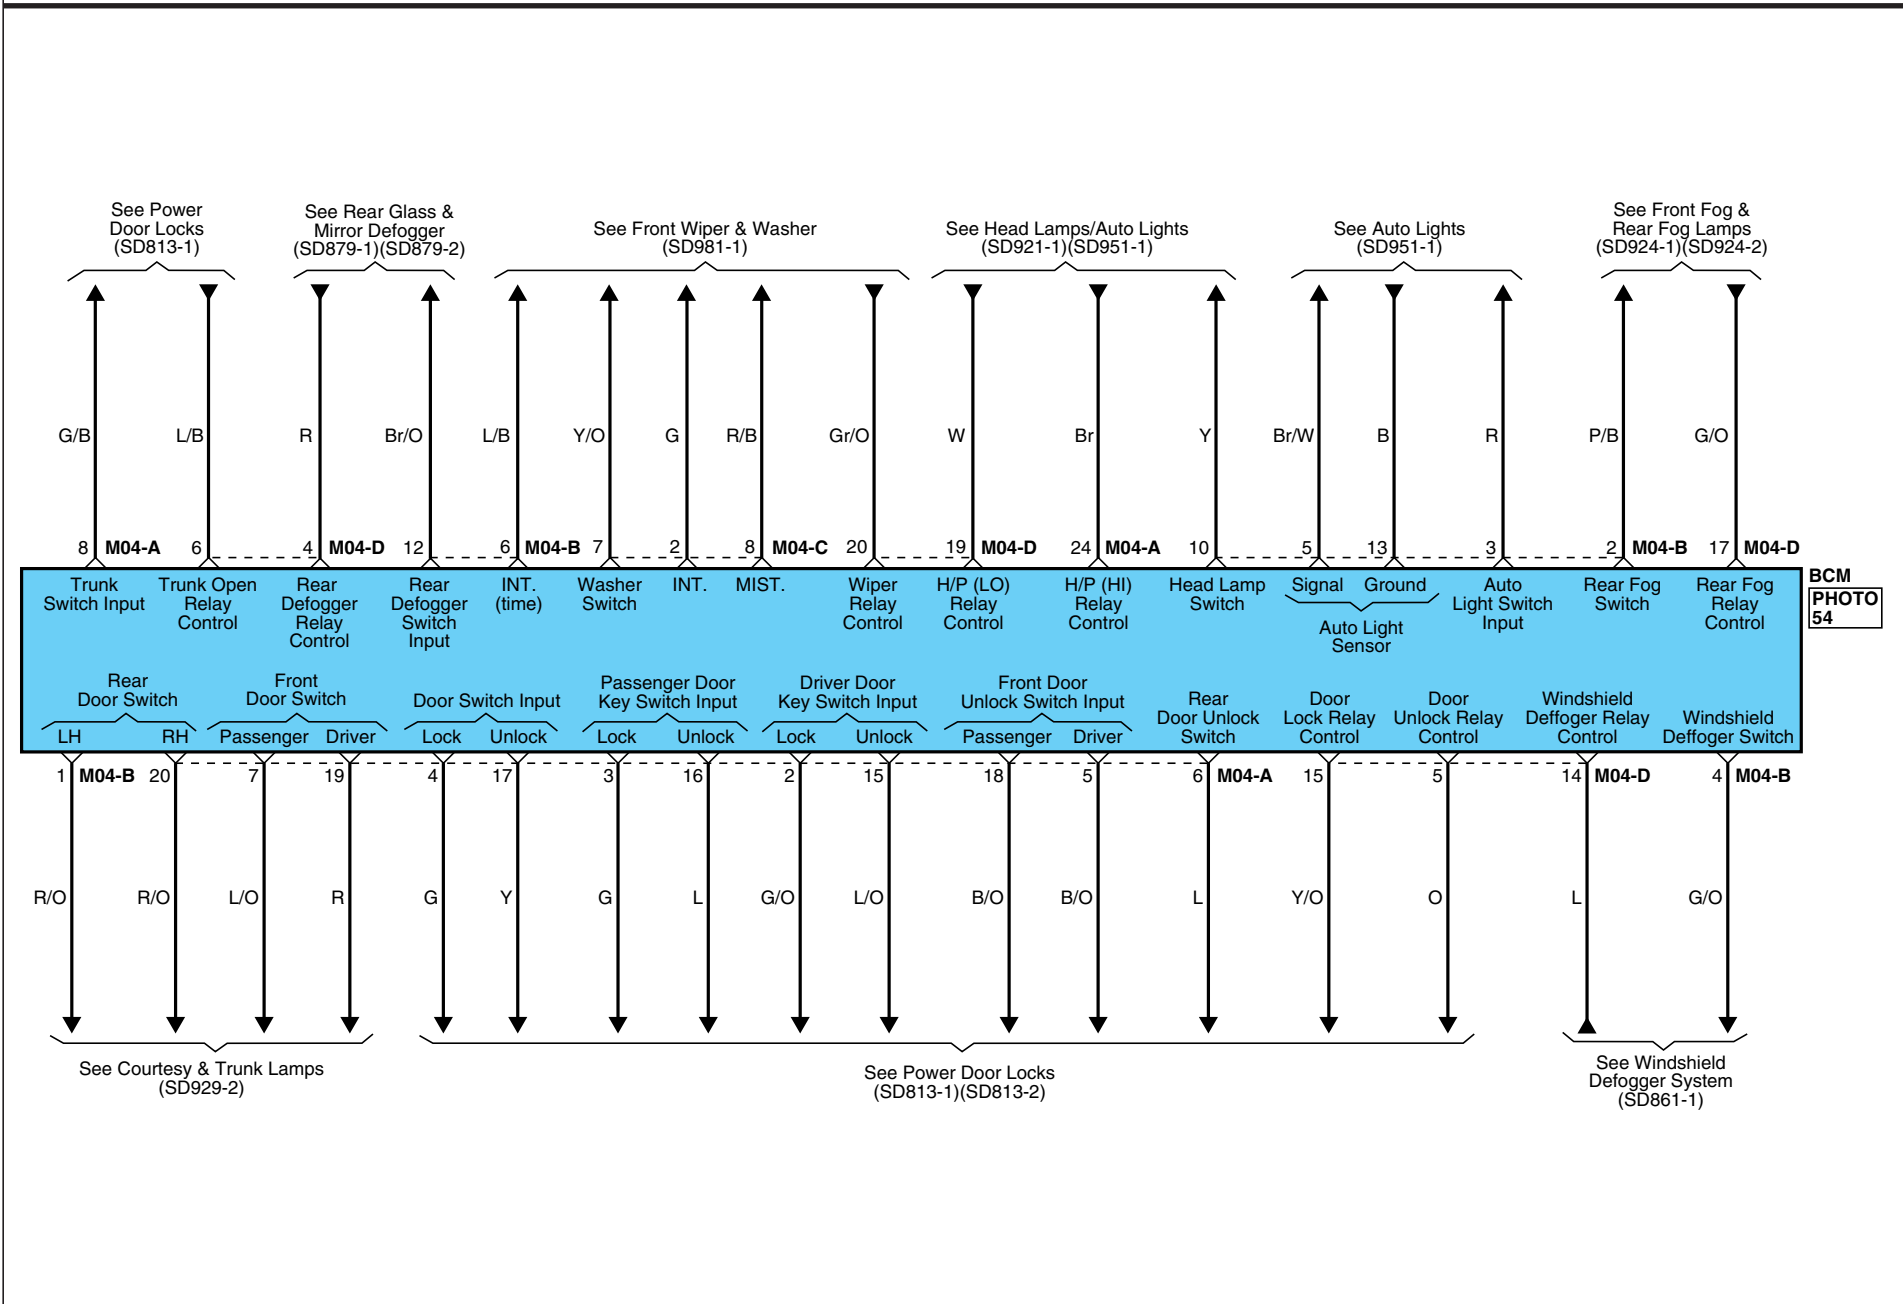 See Power
Door Locks
(SD813-1)
See Rear Glass &
Mirror Defogger
(SD879-1)(SD879-2)
See Front Wiper & Washer
(SD981-1)
See Head Lamps/Auto Lights
(SD921-1)(SD951-1)
See Auto Lights
(SD951-1)
See Front Fog &
Rear Fog Lamps
(SD924-1)(SD924-2)
G/B L/B R Br/O L/B Y/O G R/B Gr/O W Br Y Br/W B R P/B G/O
8 M04-A 6 4 M04-D 12 6 M04-B 7 2 8 M04-C 20 19 M04-D 24 M04-A 10 5 13 3 2 M04-B 17 M04-D
Trunk
Switch Input
Trunk Open
Relay
Control
Rear
Defogger
Relay
Control
Rear
Defogger
Switch
Input
INT.
(time)
Washer
Switch
INT.
MIST.
Wiper
Relay
Control
H/P (LO)
Relay
Control
H/P (HI)
Relay
Control
Head Lamp
Switch
Signal Ground
Auto Light
Sensor
Auto
Light Switch
Input
Rear Fog
Switch
Rear Fog
Relay
Control
BCM
PHOTO
54
Rear
Door Switch
LH RH
Front
Door Switch
Passenger Driver
Door Switch Input
Lock Unlock
Passenger Door
Key Switch Input
Lock Unlock
Driver Door
Key Switch Input
Lock Unlock
Front Door
Unlock Switch Input
Passenger Driver
Rear
Door Unlock
Switch
Door
Lock Relay
Control
Door
Unlock Relay
Control
Windshield
Deffoger Relay
Control
Windshield
Deffoger Switch
1 M04-B 20 7 19 4 17 3 16 2 15 18 5 6 M04-A 15 5 14 M04-D 4 M04-B
R/O R/O L/O R G Y G L G/O L/O B/O B/O L Y/O O L G/O
See Courtesy & Trunk Lamps
(SD929-2)
See Power Door Locks
(SD813-1)(SD813-2)
See Windshield
Defogger System
(SD861-1)